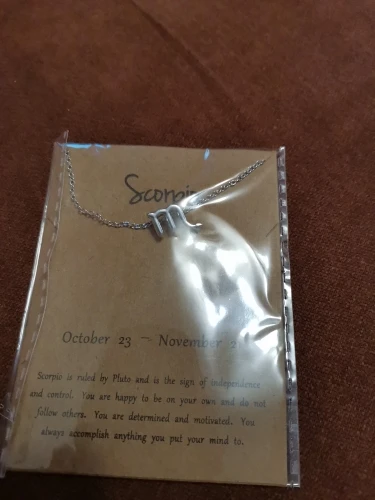 Scorpio
October 23 ~ November 2
Scorpio is ruled by Pluto and is the sign of independence
and control. You are happy to be on your own and do not
follow others. You are determined and motivated. You
always accomplish anything you put your mind to.